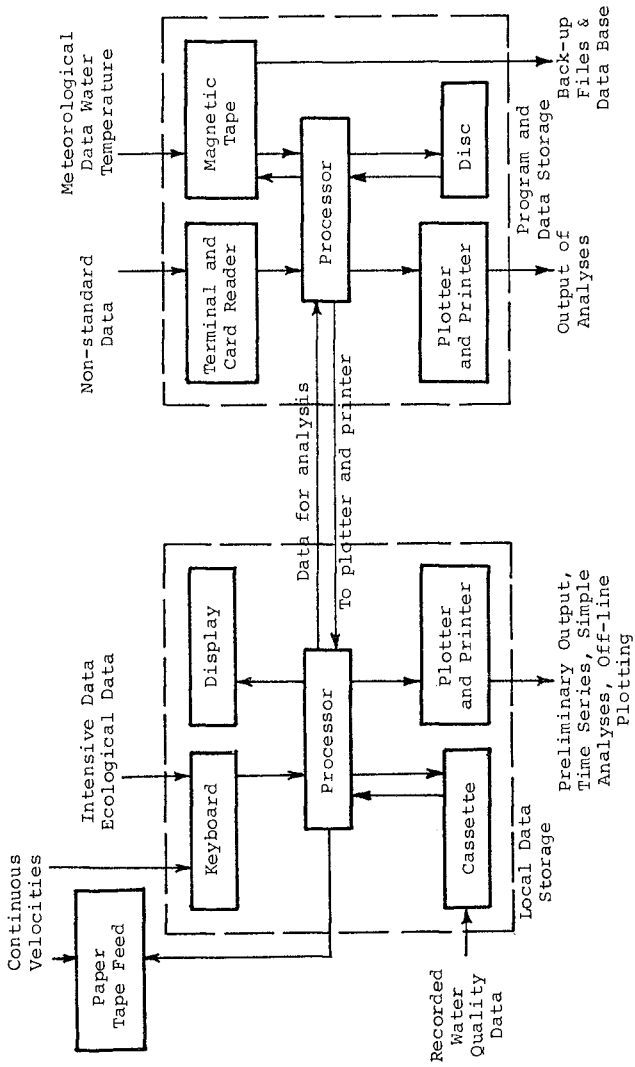 Continuous
Velocities
Paper
Tape Feed
Intensive Data
Ecological Data
Keyboard
Display
Processor
Cassette
Plotter
and Printer
Recorded
Water
Quality
Data
Local Data
Storage
Preliminary Output,
Time Series, Simple
Analyses, Off-line
Plotting
Data for analysis
To plotter and printer
Non-standard
Data
Meteorological
Data Water
Temperature
Terminal and
Card Reader
Magnetic
Tape
Processor
Plotter
and Printer
Disc
Program and
Data Storage
Output of
Analyses
Back-up
Files &
Data Base